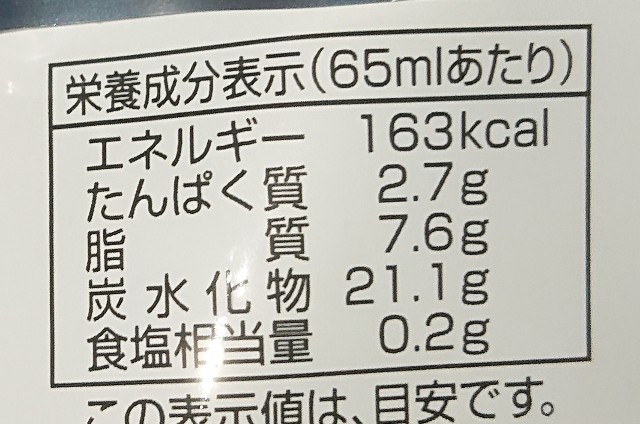 栄養成分表示(65mlあたり)
エネルギー 163kcal
たんぱく質 2.7g
脂質 7.6g
炭水化物 21.1g
食塩相当量 0.2g
この表示値は、目安です。